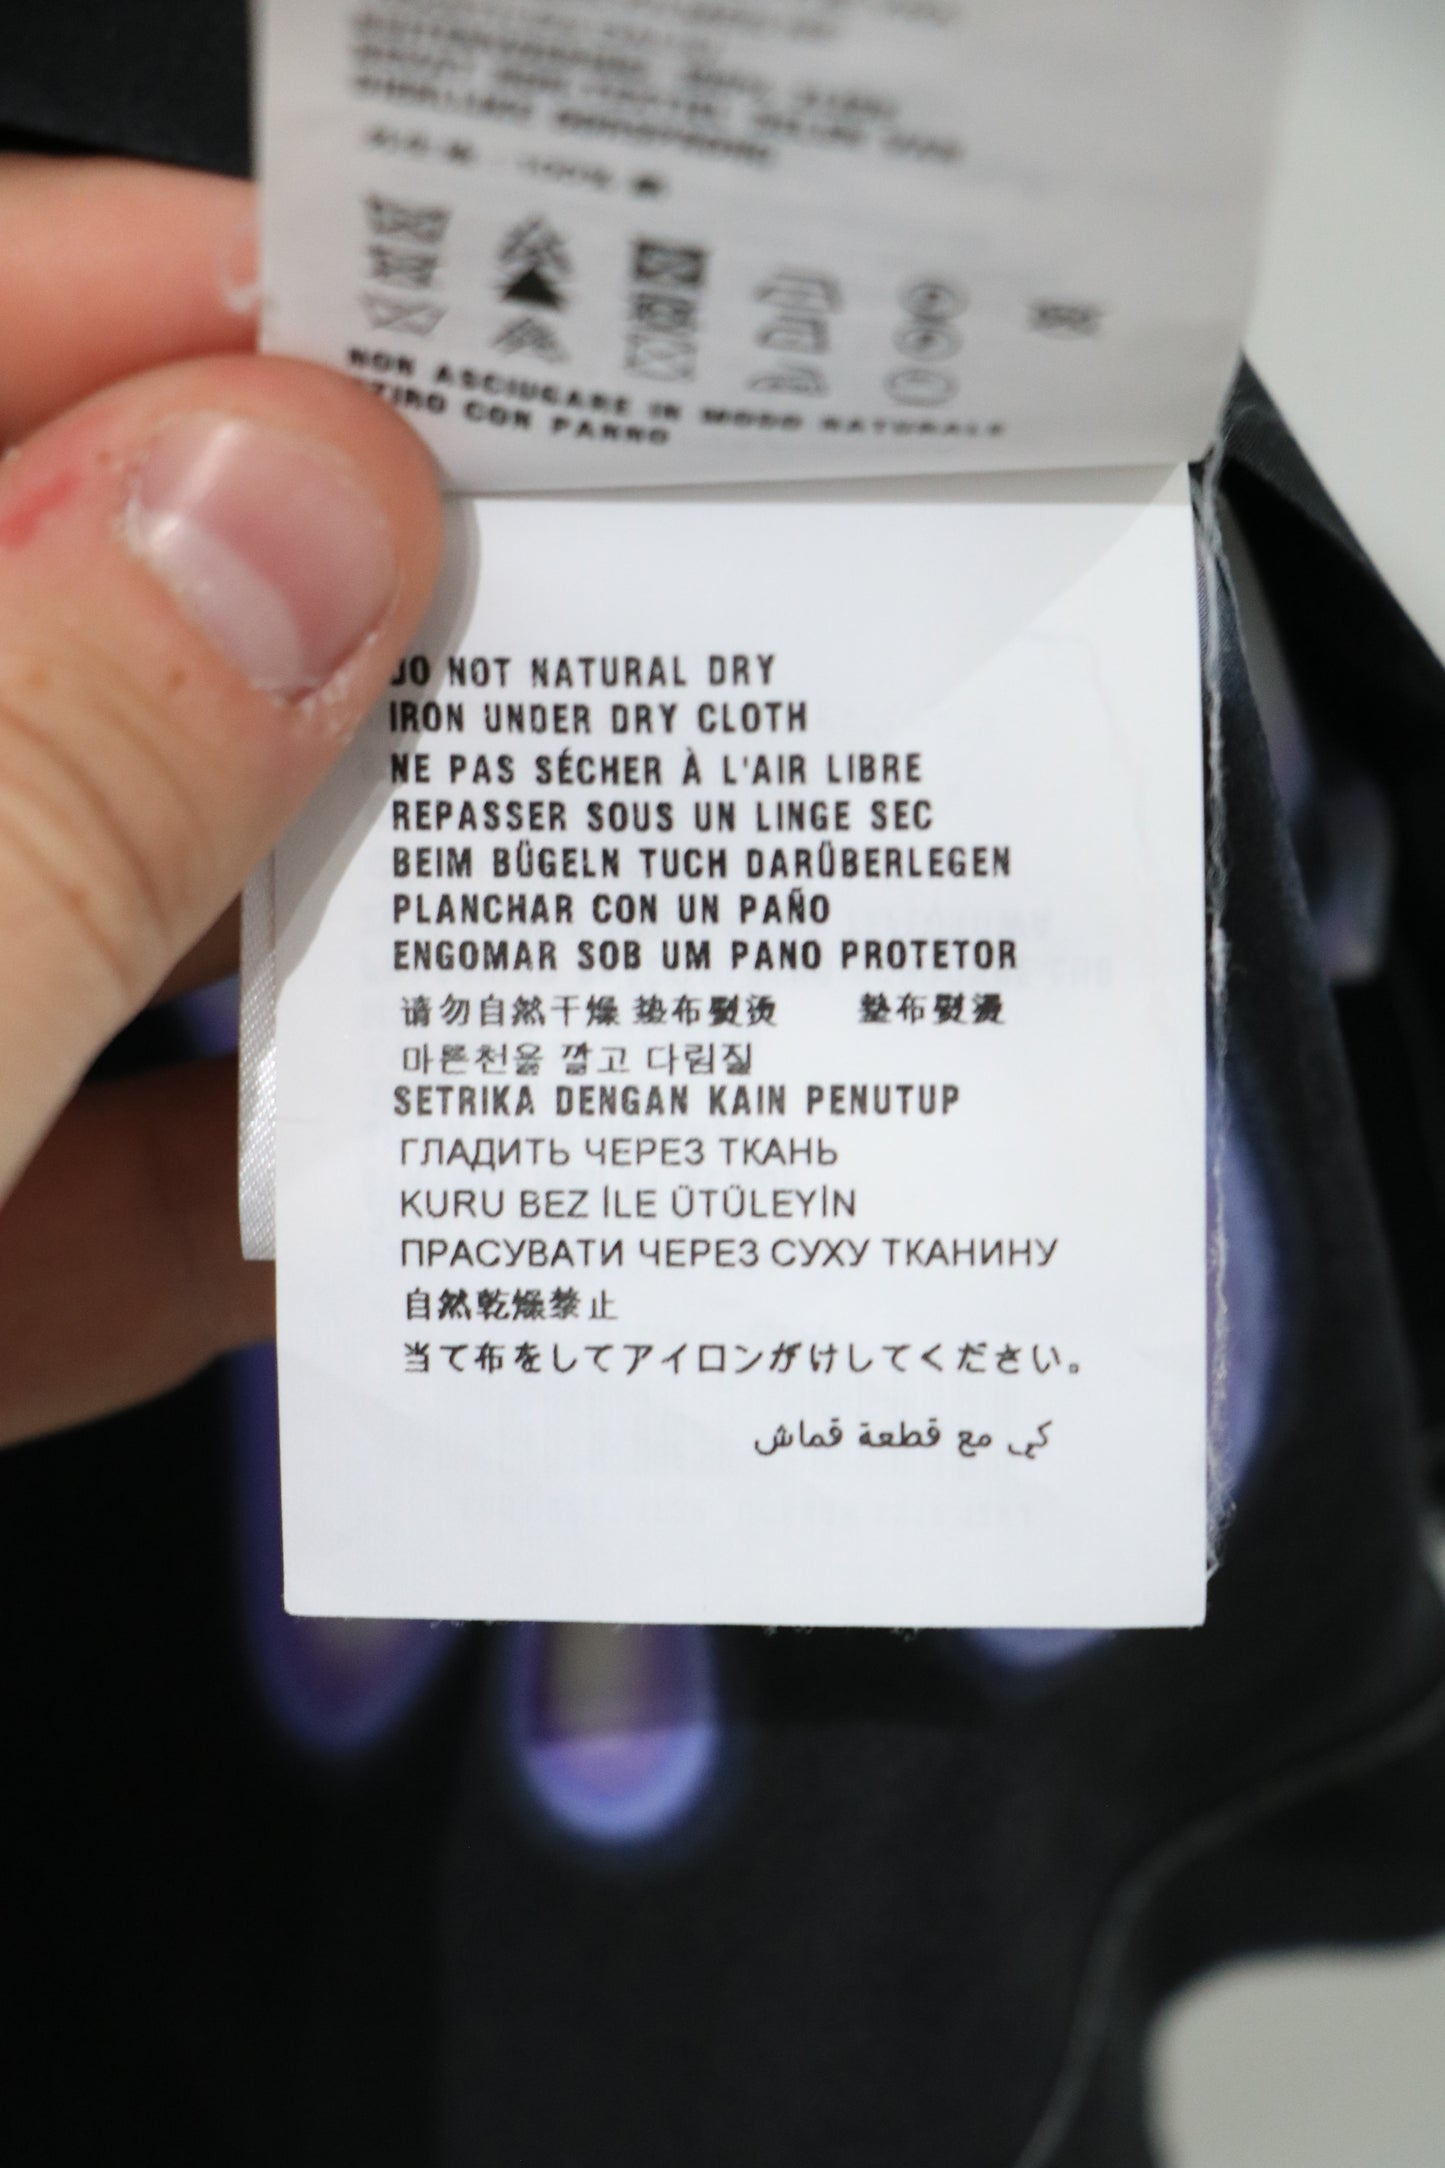 NON ASCIUGARE IN MODO NATURALE
STIRO CON PANNO
DO NOT NATURAL DRY
IRON UNDER DRY CLOTH
NE PAS SÉCHER À L'AIR LIBRE
REPASSER SOUS UN LINGE SEC
BEIM BÜGELN TUCH DARÜBERLEGEN
PLANCHAR CON UN PAÑO
ENGOMAR SOB UM PANO PROTETOR
请勿自然干燥 垫布熨烫 墊布熨燙
마른천을 깔고 다림질
SETRIKA DENGAN KAIN PENUTUP
ГЛАДИТЬ ЧЕРЕЗ ТКАНЬ
KURU BEZ İLE ÜTÜLEYİN
ПРАСУВАТИ ЧЕРЕЗ СУХУ ТКАНИНУ
自然乾燥禁止
当て布をしてアイロンがけしてください。
كي مع قطعة قماش